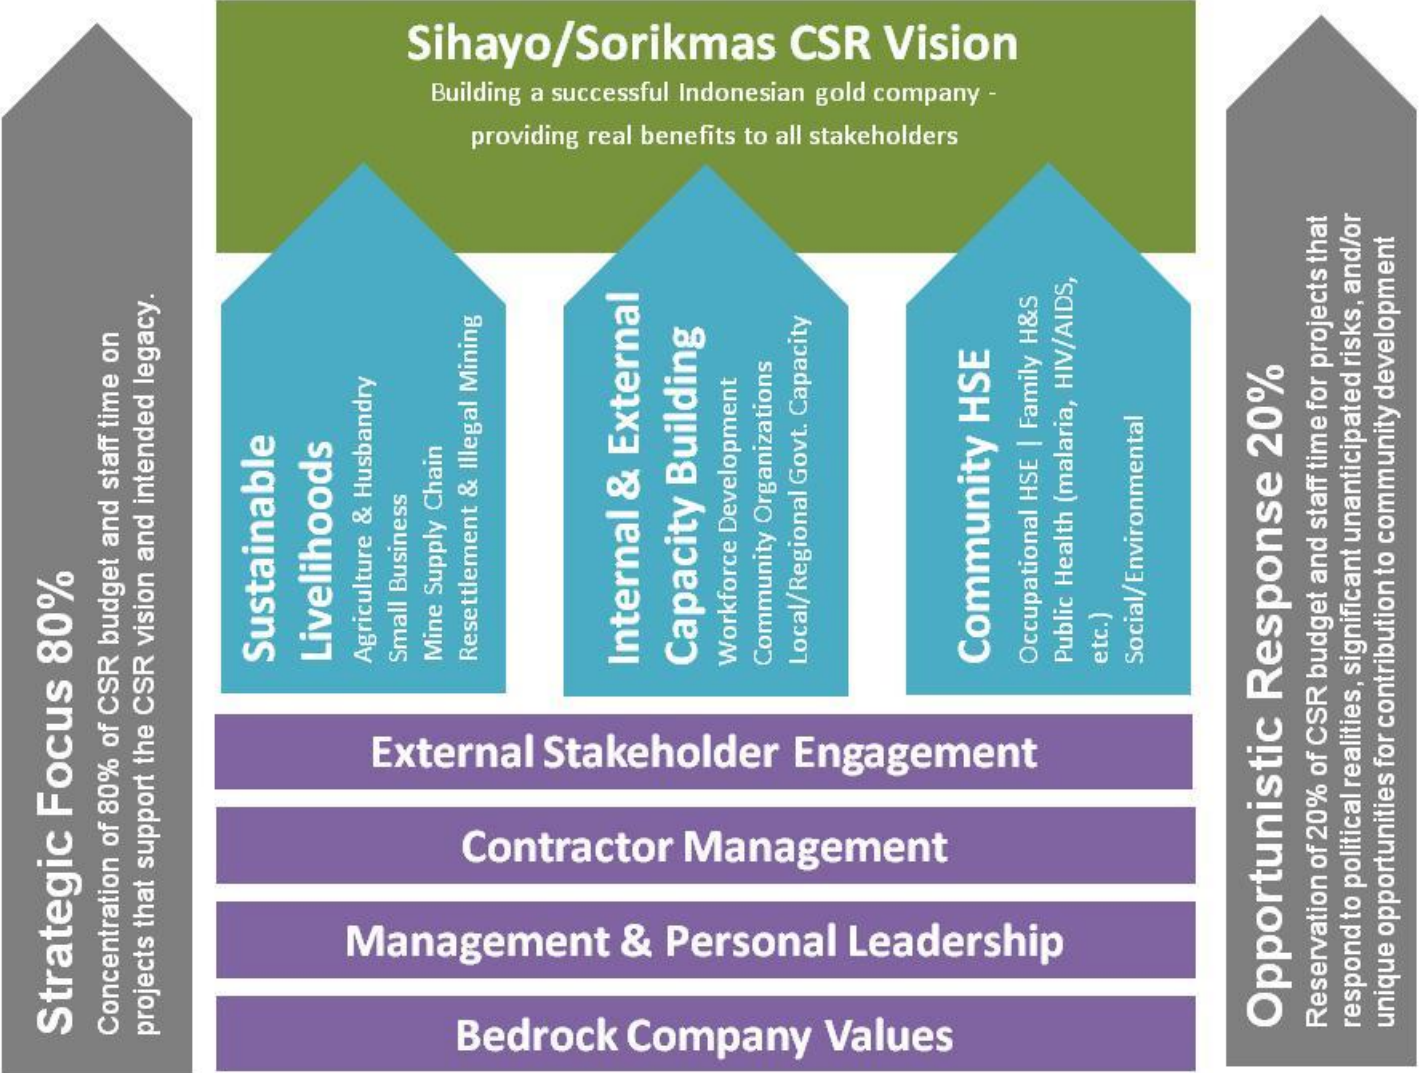 Sihayo/Sorikmas CSR Vision
Building a successful Indonesian gold company -
providing real benefits to all stakeholders
Strategic Focus 80%
Concentration of 80% of CSR budget and staff time on
projects that support the CSR vision and intended legacy.
Sustainable
Livelihoods
Agriculture & Husbandry
Small Business
Mine Supply Chain
Resettlement & Illegal Mining
Internal & External
Capacity Building
Workforce Development
Community Organizations
Local/Regional Govt. Capacity
Community HSE
Occupational HSE | Family H&S
Public Health (malaria, HIV/AIDS,
etc.)
Social/Environmental
Opportunistic Response 20%
Reservation of 20% of CSR budget and staff time for projects that
respond to political realities, significant unanticipated risks, and/or
unique opportunities for contribution to community development
External Stakeholder Engagement
Contractor Management
Management & Personal Leadership
Bedrock Company Values